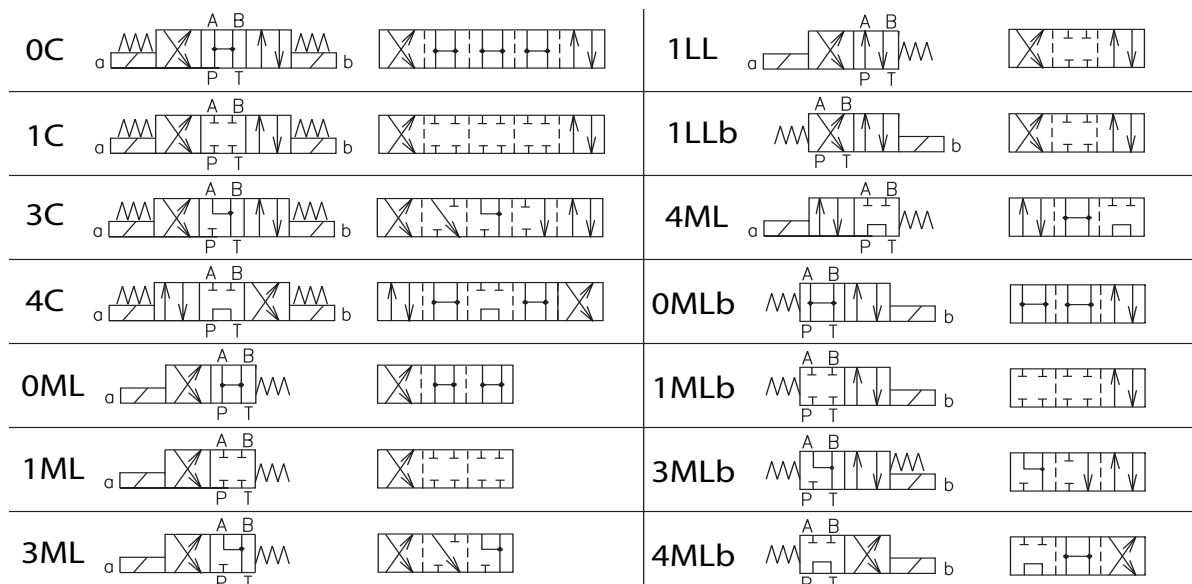 A B
0C a b
P T
A B
1C a b
P T
A B
3C a b
P T
A B
4C a b
P T
A B
0ML a
P T
A B
1ML a
P T
A B
3ML a
P T
A B
1LL a
P T
A B
1LLb b
P T
A B
4ML a
P T
A B
0MLb b
P T
A B
1MLb b
P T
A B
3MLb b
P T
A B
4MLb b
P T